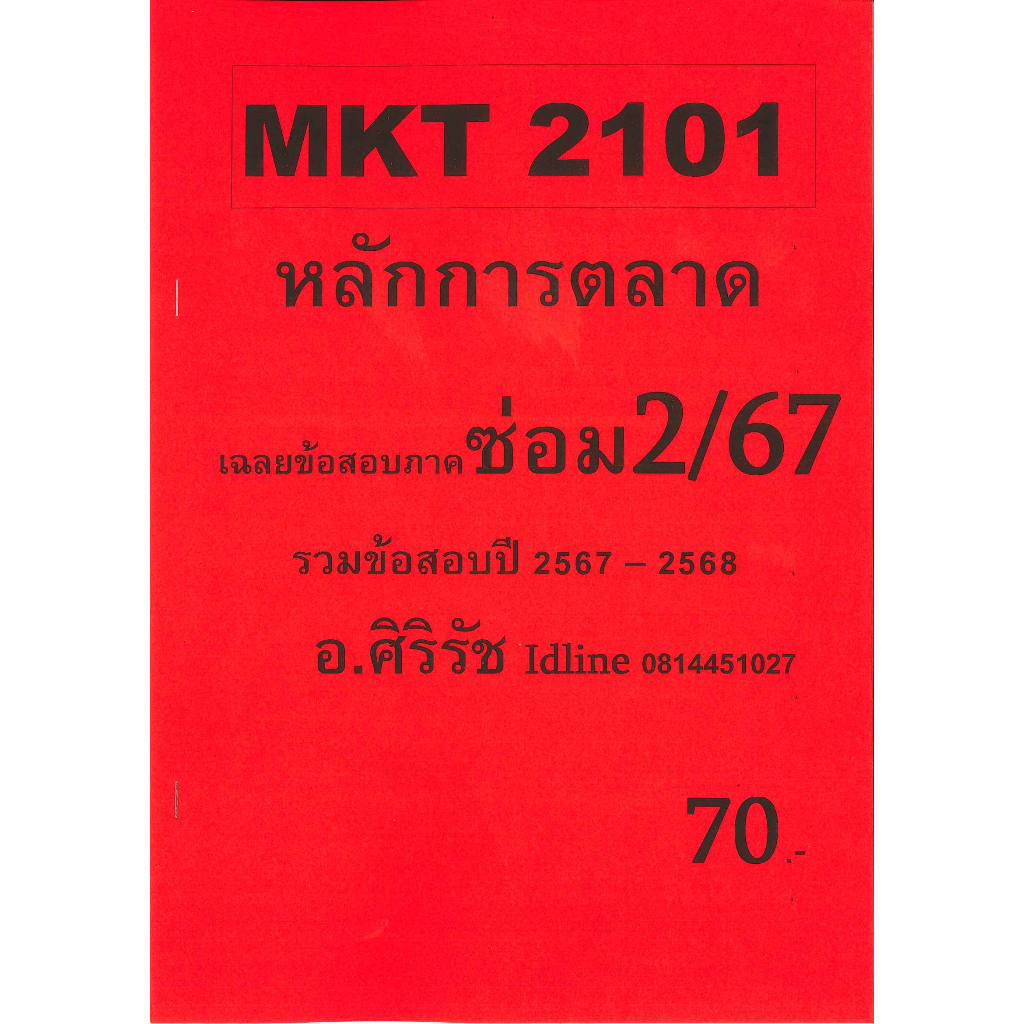 MKT 2101
หลักการตลาด
เฉลยข้อสอบภาคซ่อม2/67
รวมข้อสอบปี 2567 – 2568
อ.ศิริรัช Idline 0814451027
70.-